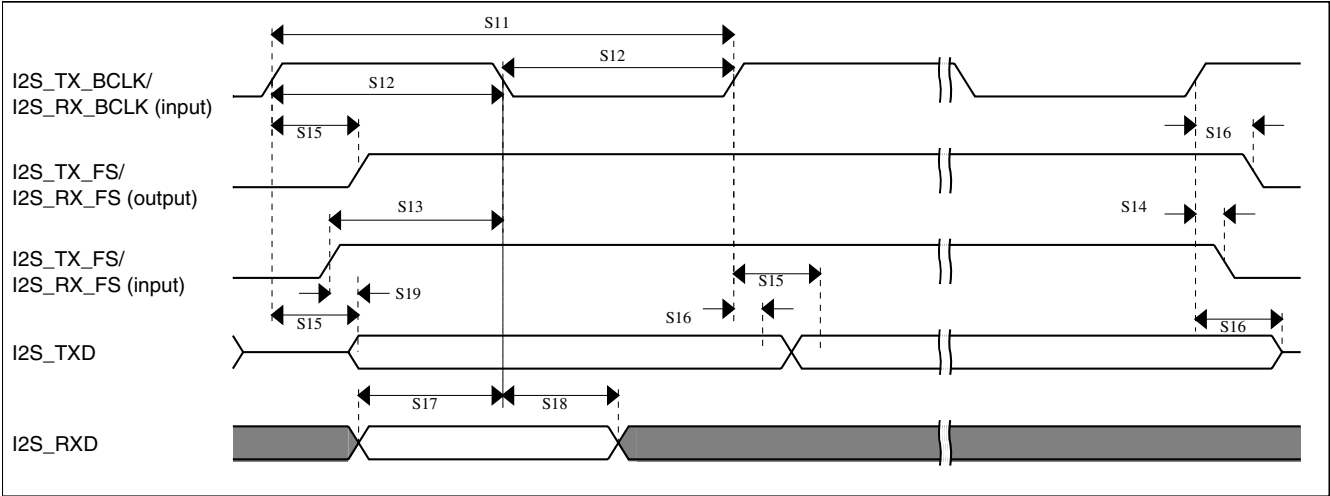 S11
I2S_TX_BCLK/
I2S_RX_BCLK (input)
S12
S12
S15
S16
I2S_TX_FS/
I2S_RX_FS (output)
S13
S14
I2S_TX_FS/
I2S_RX_FS (input)
S19
S15
S15
S16
S16
I2S_TXD
S17
S18
I2S_RXD